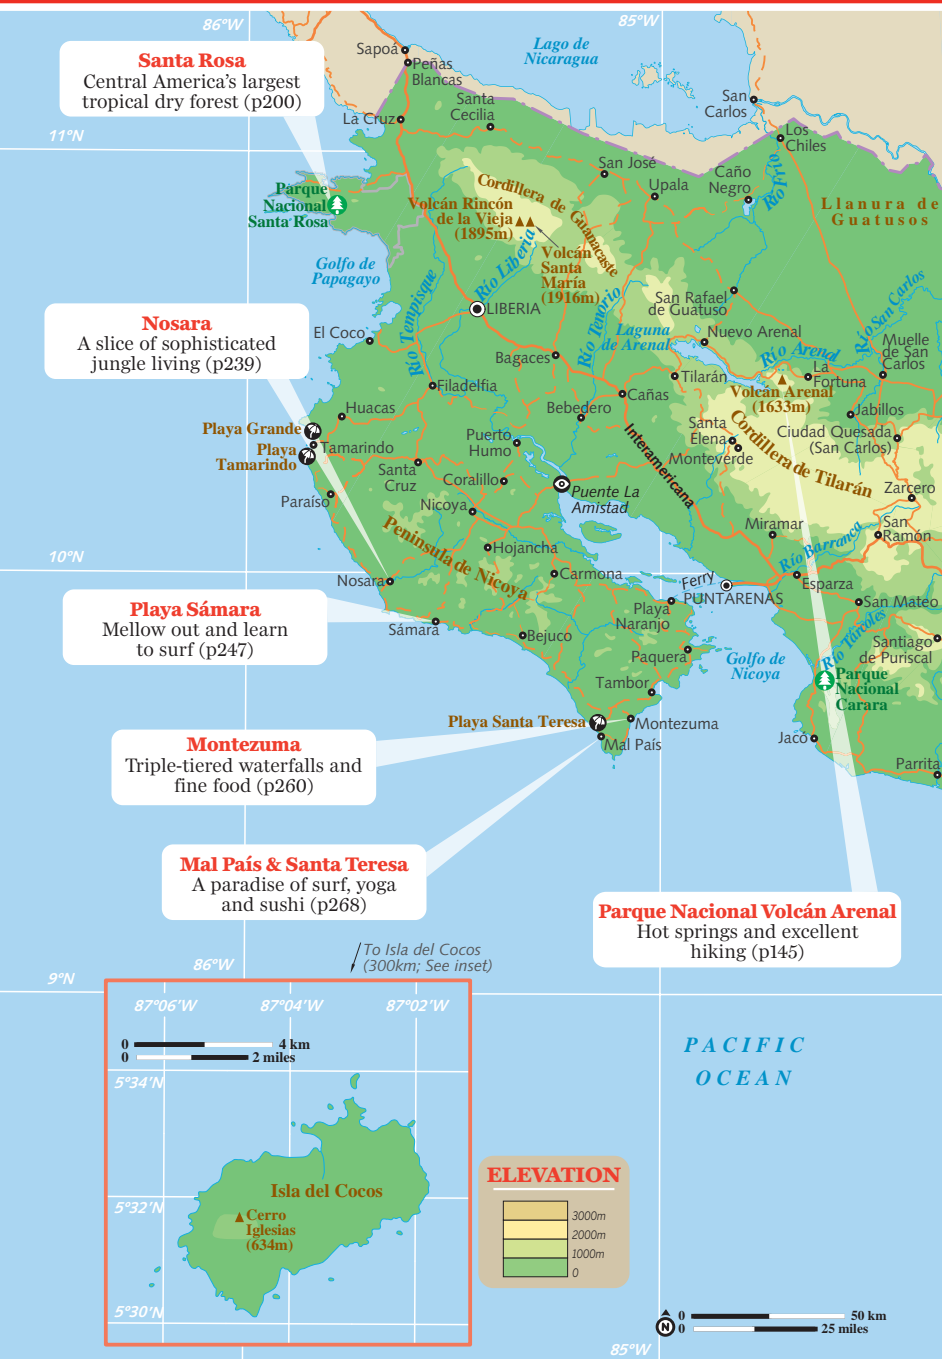 86°W
85°W
Santa Rosa
Central America's largest
tropical dry forest (p200)
Sapoá
Peñas
Blancas
Lago de
Nicaragua
Santa
Cecilia
San
Carlos
La Cruz
11°N
Los
Chiles
San José
Caño
Negro
Upala
Río Frío
Parque
Nacional
Santa Rosa
Cordillera de Guanacaste
Volcán Rincón
de la Vieja
(1895m)
Llanura de
Guatusos
Volcán
Santa
María
(1916m)
Golfo de
Papagayo
Río Liberia
Río Tempisque
Río Tenorio
Río San Carlos
San Rafael
de Guatuso
LIBERIA
Nosara
A slice of sophisticated
jungle living (p239)
El Coco
Laguna
de Arenal
Nuevo Arenal
Río Arenal
Muelle
de San
Carlos
Bagaces
La
Fortuna
Tilarán
Filadelfia
Cañas
Volcán Arenal
(1633m)
Huacas
Bebedero
Jabillos
Playa Grande
Playa
Tamarindo
Tamarindo
Puerto
Humo
Santa
Elena
Monteverde
Ciudad Quesada
(San Carlos)
Cordillera de Tilarán
Interamericana
Santa
Cruz
Coralillo
Puente La
Amistad
Zarcero
Paraíso
Nicoya
Miramar
San
Ramón
Península de Nicoya
Hojancha
Río Barranca
Carmona
Nosara
Ferry
PUNTARENAS
Esparza
Playa Sámara
Mellow out and learn
to surf (p247)
Playa
Naranjo
San Mateo
Sámara
Bejuco
Río Tárcoles
Santiago
de Puriscal
Paquera
Golfo de
Nicoya
Parque
Nacional
Carara
Tambor
Playa Santa Teresa
Montezuma
Mal País
Jacó
Parrita
Montezuma
Triple-tiered waterfalls and
fine food (p260)
Mal País & Santa Teresa
A paradise of surf, yoga
and sushi (p268)
Parque Nacional Volcán Arenal
Hot springs and excellent
hiking (p145)
To Isla del Cocos
(300km; See inset)
10°N
86°W
9°N
87°06'W
87°04'W
87°02'W
0 4 km
0 2 miles
5°34'N
PACIFIC
OCEAN
Isla del Cocos
5°32'N
Cerro
Iglesias
(634m)
5°30'N
ELEVATION
3000m
2000m
1000m
0
N
0 50 km
0 25 miles
85°W